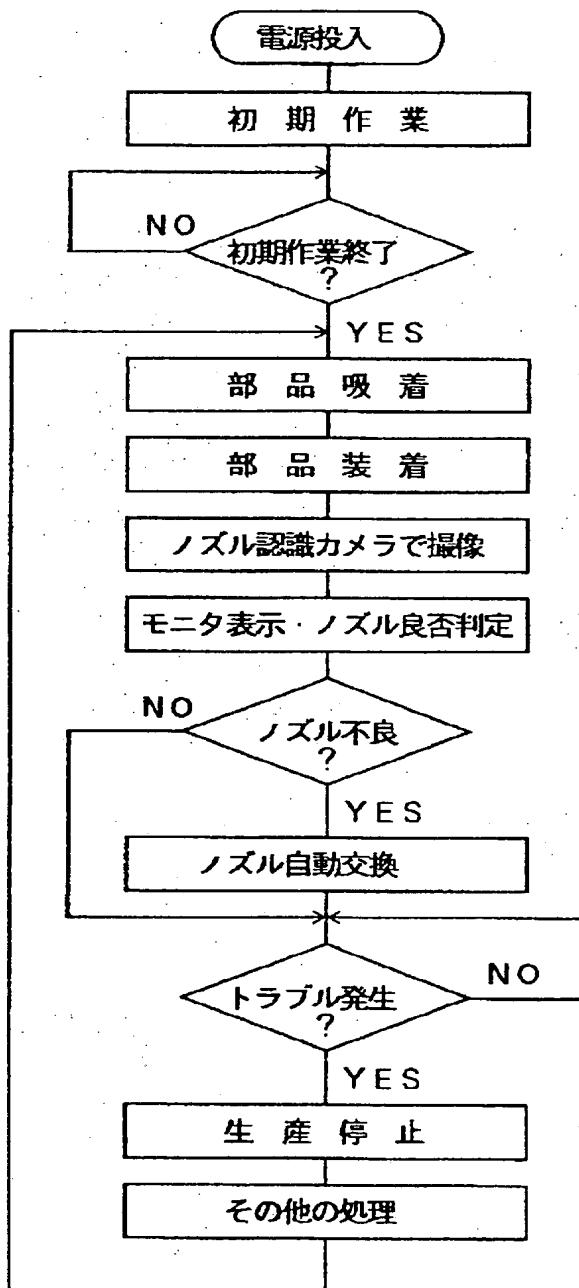 電源投入
初期作業
NO
初期作業終了
?
YES
部品吸着
部品装着
ノズル認識カメラで撮像
モニタ表示・ノズル良否判定
NO
ノズル不良
?
YES
ノズル自動交換
トラブル発生
?
NO
YES
生産停止
その他の処理